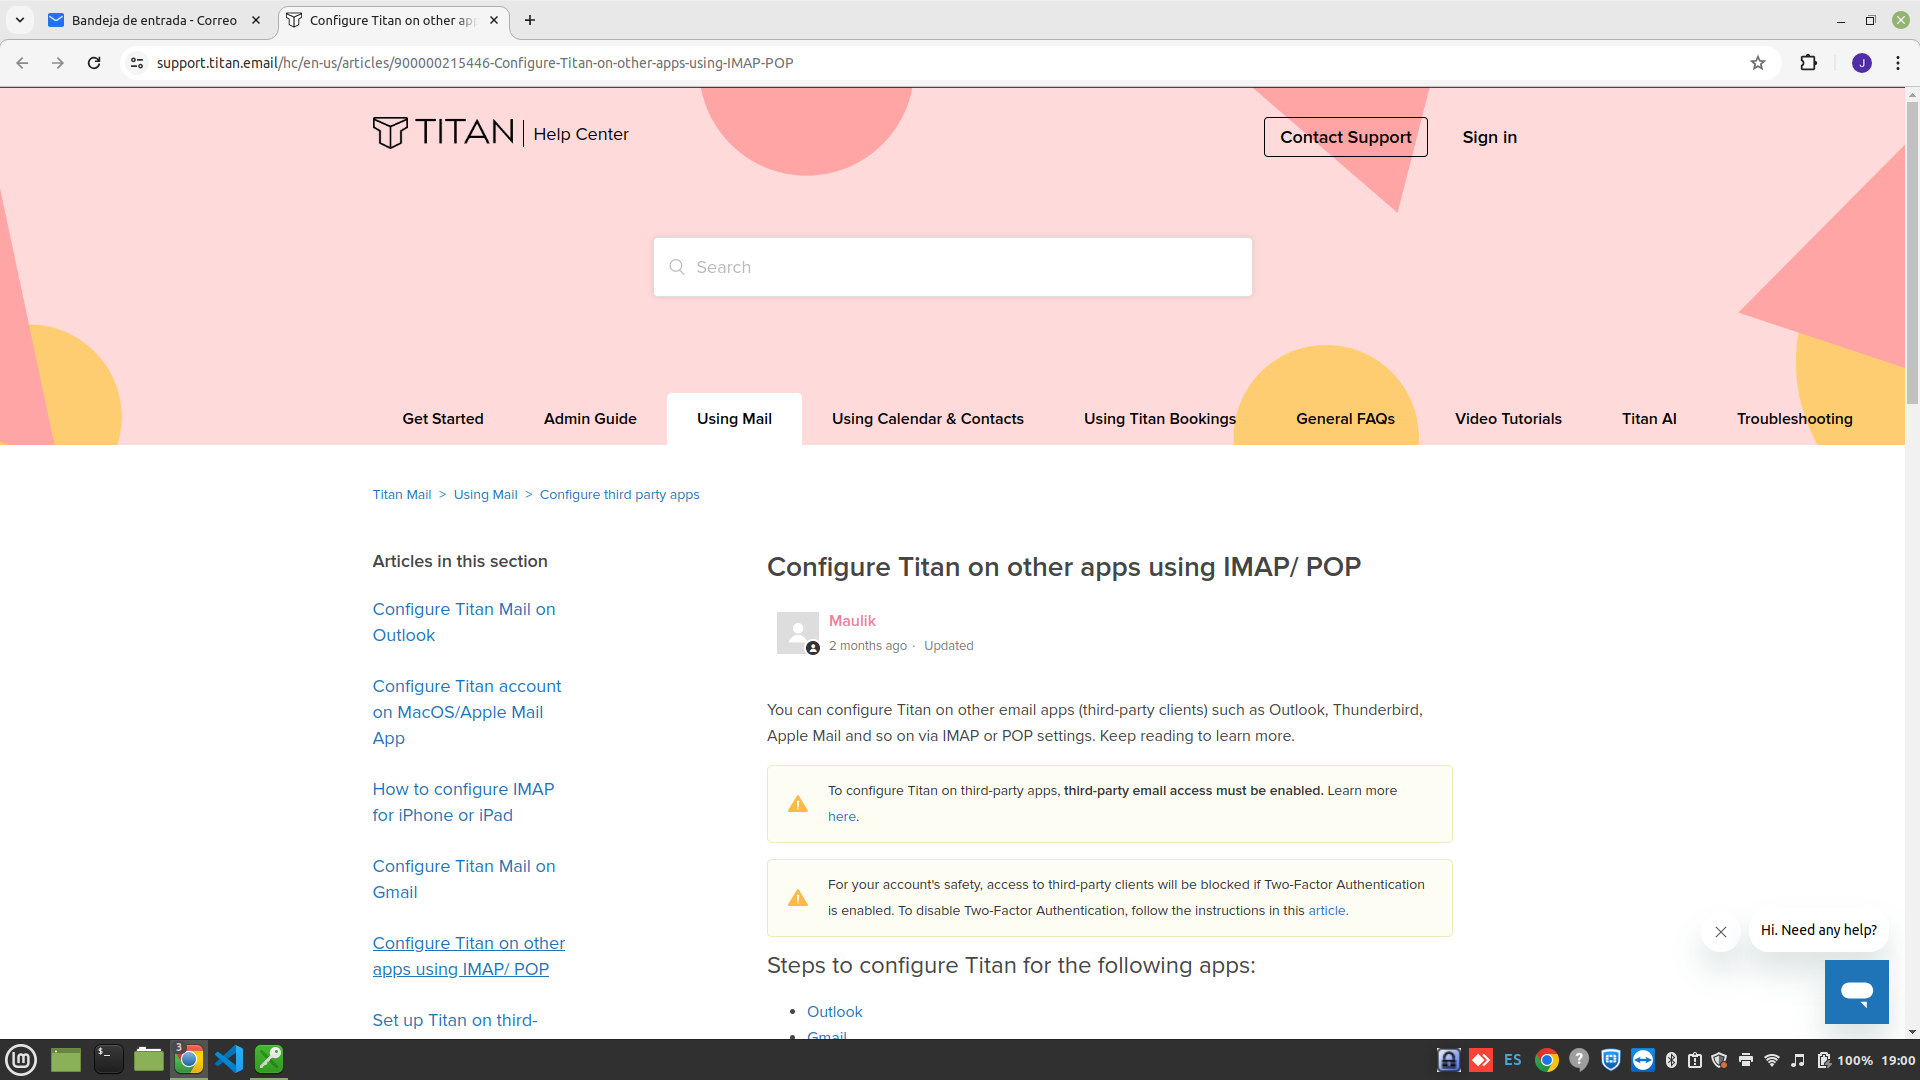 Bandeja de entrada - Correo
Configure Titan on other ap
support.titan.email/hc/en-us/articles/900000215446-Configure-Titan-on-other-apps-using-IMAP-POP
J
TITAN
Help Center
Contact Support
Sign in
Search
Get Started
Admin Guide
Using Mail
Using Calendar & Contacts
Using Titan Bookings
General FAQs
Video Tutorials
Titan AI
Troubleshooting
Titan Mail > Using Mail > Configure third party apps
Articles in this section
Configure Titan Mail on
Outlook
Configure Titan account
on MacOS/Apple Mail
App
How to configure IMAP
for iPhone or iPad
Configure Titan Mail on
Gmail
Configure Titan on other
apps using IMAP/ POP
Set up Titan on third-
Configure Titan on other apps using IMAP/ POP
Maulik
2 months ago · Updated
You can configure Titan on other email apps (third-party clients) such as Outlook, Thunderbird,
Apple Mail and so on via IMAP or POP settings. Keep reading to learn more.
To configure Titan on third-party apps, third-party email access must be enabled. Learn more
here.
For your account's safety, access to third-party clients will be blocked if Two-Factor Authentication
is enabled. To disable Two-Factor Authentication, follow the instructions in this article.
Steps to configure Titan for the following apps:
Outlook
Gmail
Hi. Need any help?
3
ES
100%
19:00